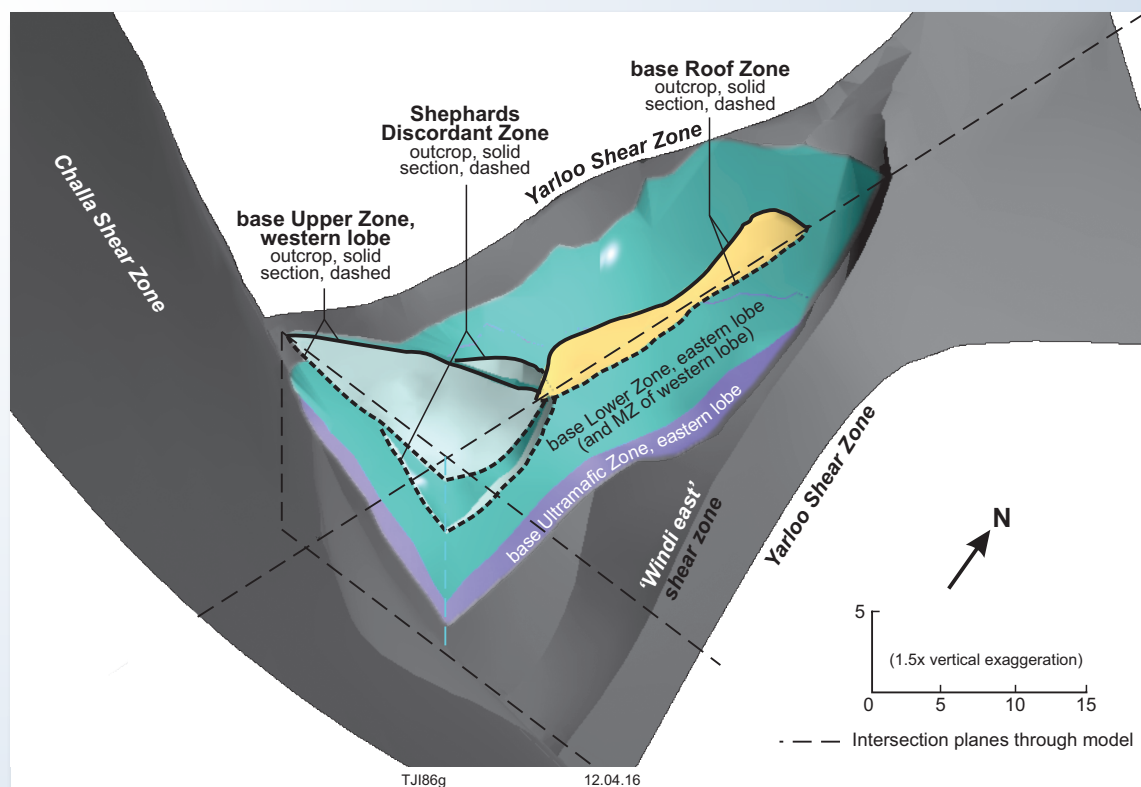 base Roof Zone
outcrop, solid
section, dashed
Shephards
Discordant Zone
outcrop, solid
section, dashed
Yarloo Shear Zone
Challa Shear Zone
base Upper Zone,
western lobe
outcrop, solid
section, dashed
base Lower Zone, eastern lobe
(and MZ of western lobe)
base Ultramafic Zone, eastern lobe
‘Windi east’
shear zone
Yarloo Shear Zone
N
5
(1.5x vertical exaggeration)
0 5 10 15
Intersection planes through model
TJI86g 12.04.16